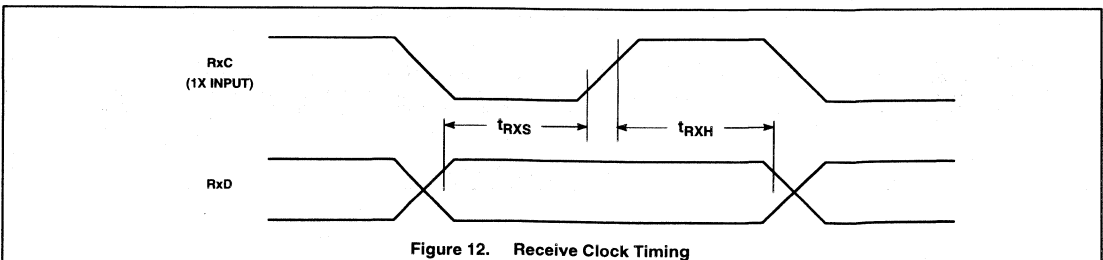 RxC
(1X INPUT)
tRXS
tRXH
RxD
Figure 12. Receive Clock Timing